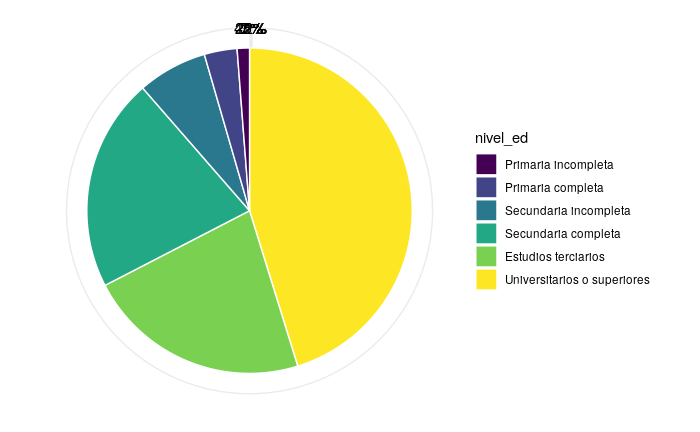 nivel_ed
Primaria incompleta
Primaria completa
Secundaria incompleta
Secundaria completa
Estudios terciarios
Universitarios o superiores